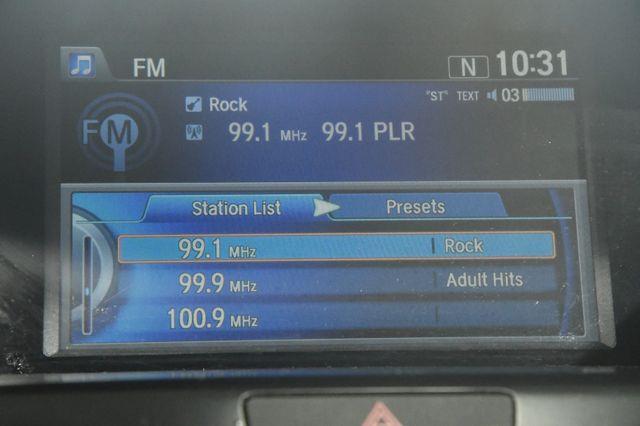 FM N 10:31
Rock "ST" TEXT 03
FM 99.1 MHz 99.1 PLR
Station List Presets
99.1 MHz Rock
99.9 MHz Adult Hits
100.9 MHz